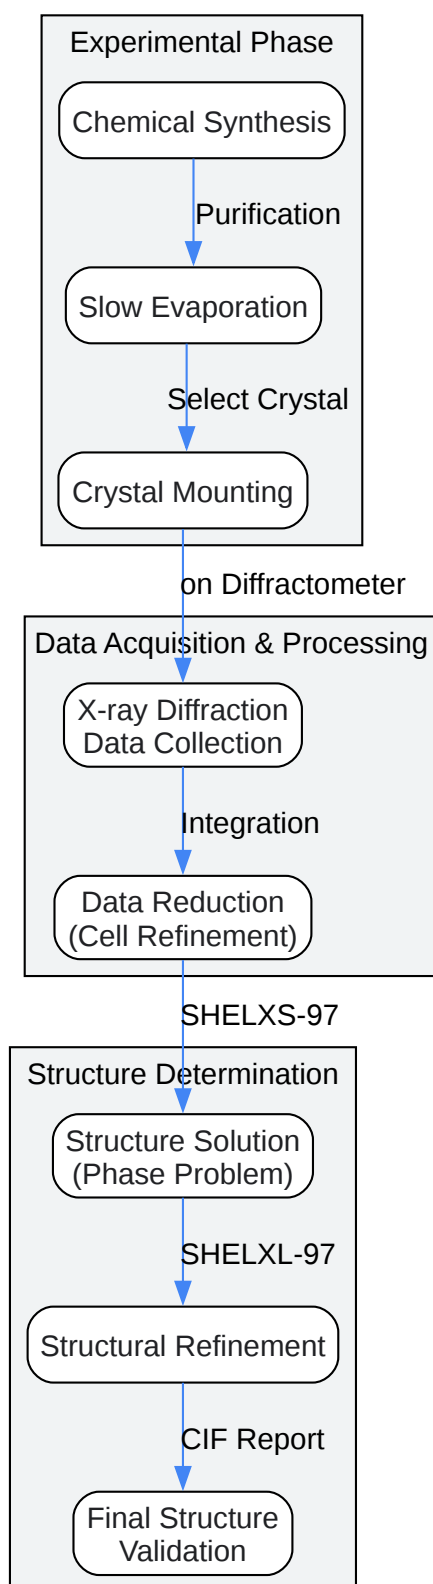 Experimental Phase
Chemical Synthesis
Purification
Slow Evaporation
Select Crystal
Crystal Mounting
on Diffractometer
Data Acquisition & Processing
X-ray Diffraction
Data Collection
Integration
Data Reduction
(Cell Refinement)
SHELXS-97
Structure Determination
Structure Solution
(Phase Problem)
SHELXL-97
Structural Refinement
CIF Report
Final Structure
Validation